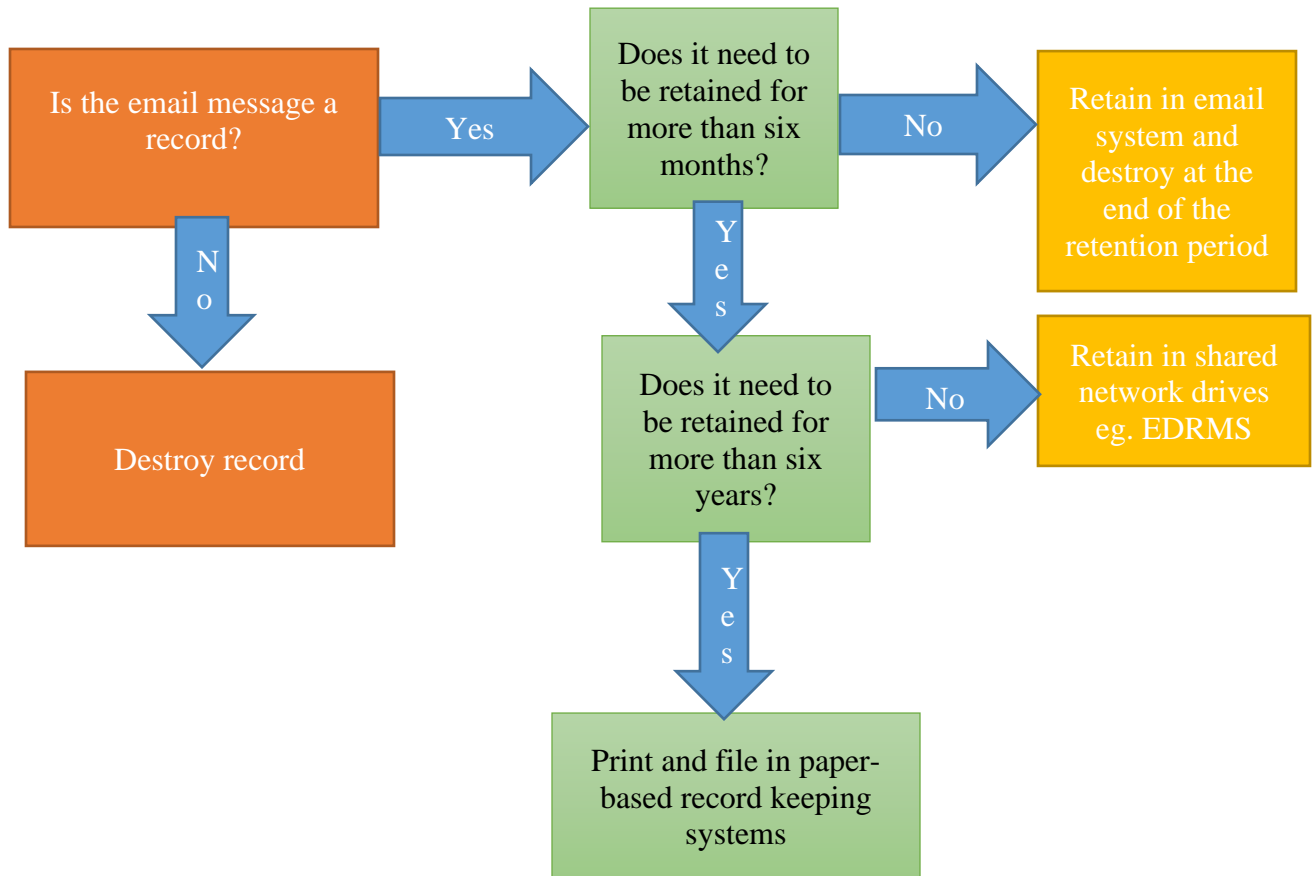 Is the email message a
record?
Yes
Does it need to
be retained for
more than six
months?
No
Retain in email
system and
destroy at the
end of the
retention period
N
o
Y
e
s
Destroy record
Does it need to
be retained for
more than six
years?
No
Retain in shared
network drives
eg. EDRMS
Y
e
s
Print and file in paper-
based record keeping
systems